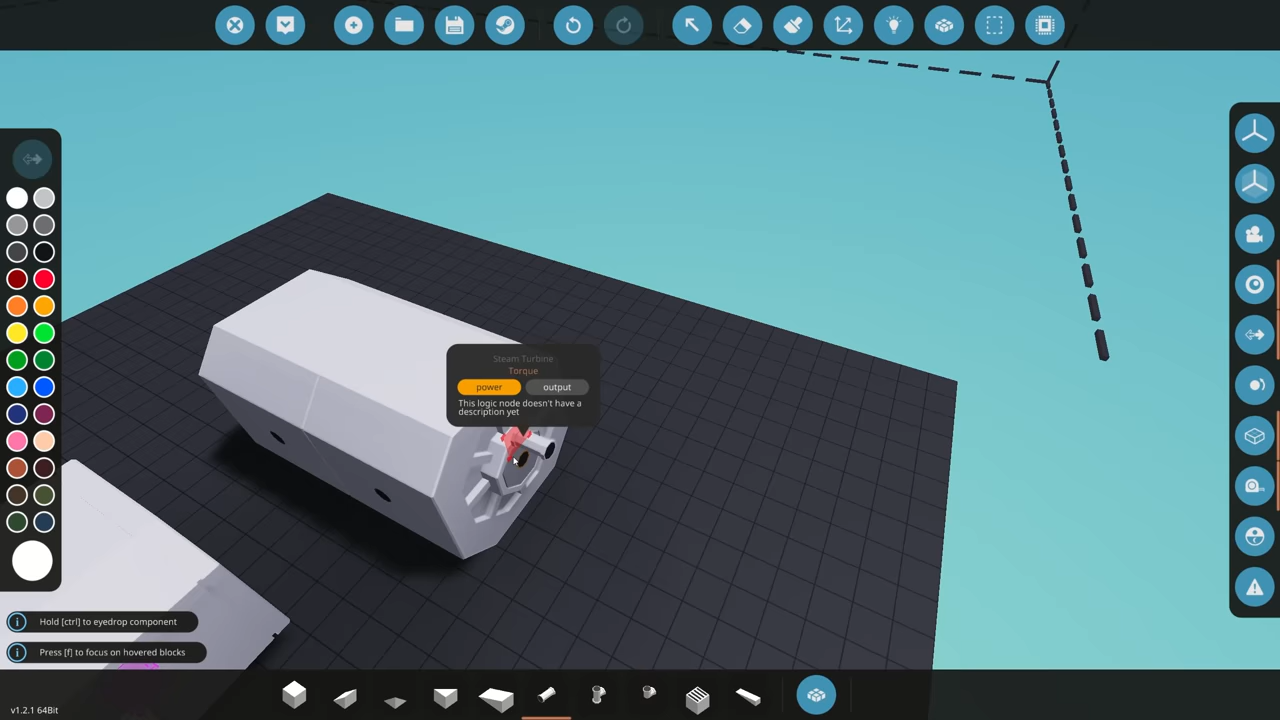 Steam Turbine
Torque
power output
This logic node doesn't have a
description yet
Hold [ctrl] to eyedrop component
Press [f] to focus on hovered blocks
v1.2.1 64Bit